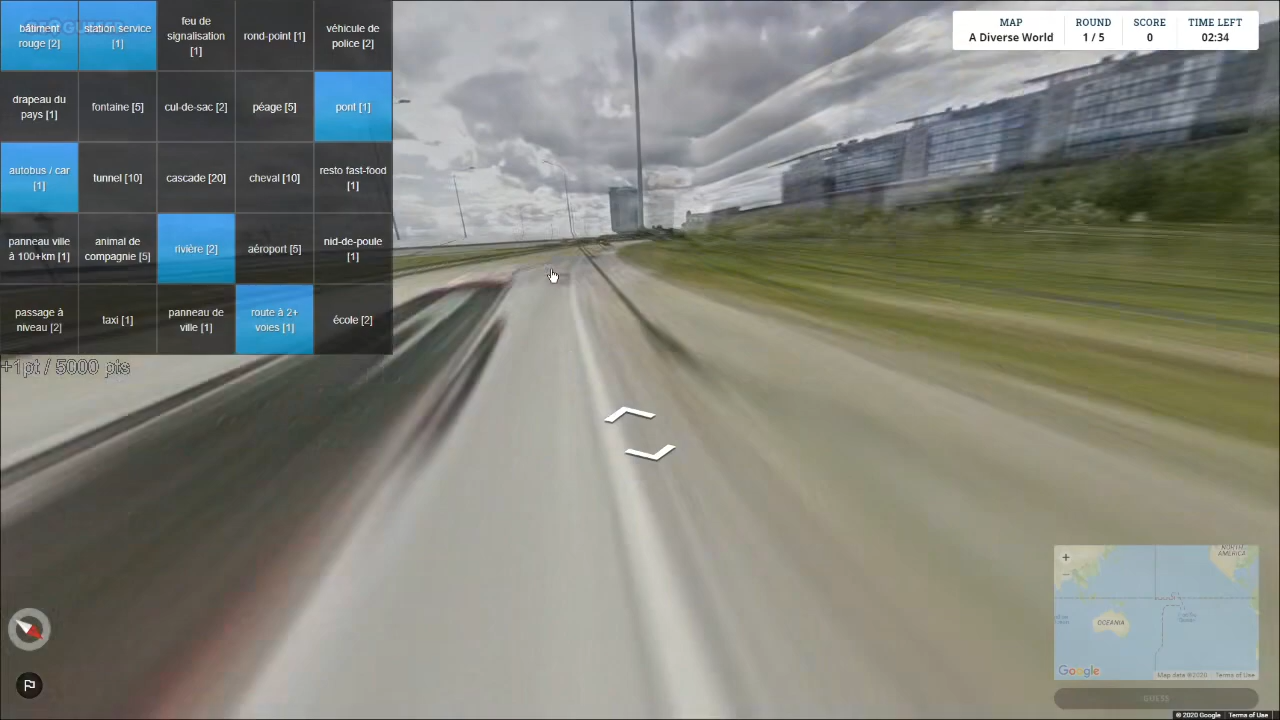 bâtiment
rouge [2]
station service
[1]
feu de
signalisation
[1]
rond-point [1]
véhicule de
police [2]
drapeau du
pays [1]
fontaine [5]
cul-de-sac [2]
péage [5]
pont [1]
autobus / car
[1]
tunnel [10]
cascade [20]
cheval [10]
resto fast-food
[1]
panneau ville
à 100+km [1]
animal de
compagnie [5]
rivière [2]
aéroport [5]
nid-de-poule
[1]
passage à
niveau [2]
taxi [1]
panneau de
ville [1]
route à 2+
voies [1]
école [2]
+1pt / 5000 pts
MAP
A Diverse World
ROUND
1 / 5
SCORE
0
TIME LEFT
02:34
AMERICA
OCEANIA
Google
Map data ©2020
Terms of Use
GUESS
© 2020 Google
Terms of Use